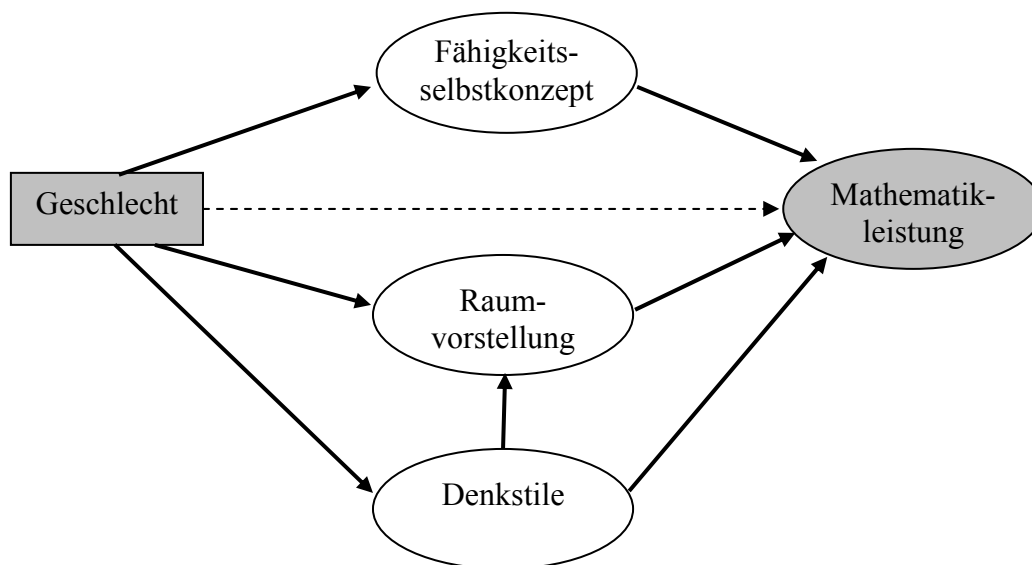 Fähigkeits-
selbstkonzept
Geschlecht
Mathematik-
leistung
Raum-
vorstellung
Denkstile